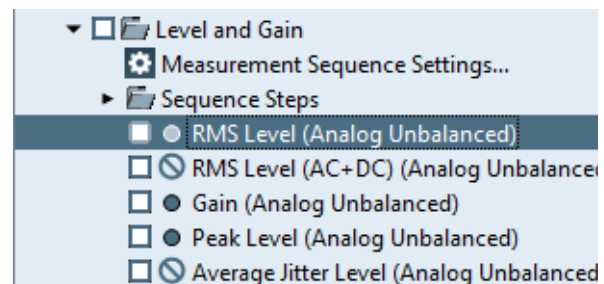 Level and Gain
Measurement Sequence Settings...
Sequence Steps
RMS Level (Analog Unbalanced)
RMS Level (AC+DC) (Analog Unbalanced
Gain (Analog Unbalanced)
Peak Level (Analog Unbalanced)
Average Jitter Level (Analog Unbalanced